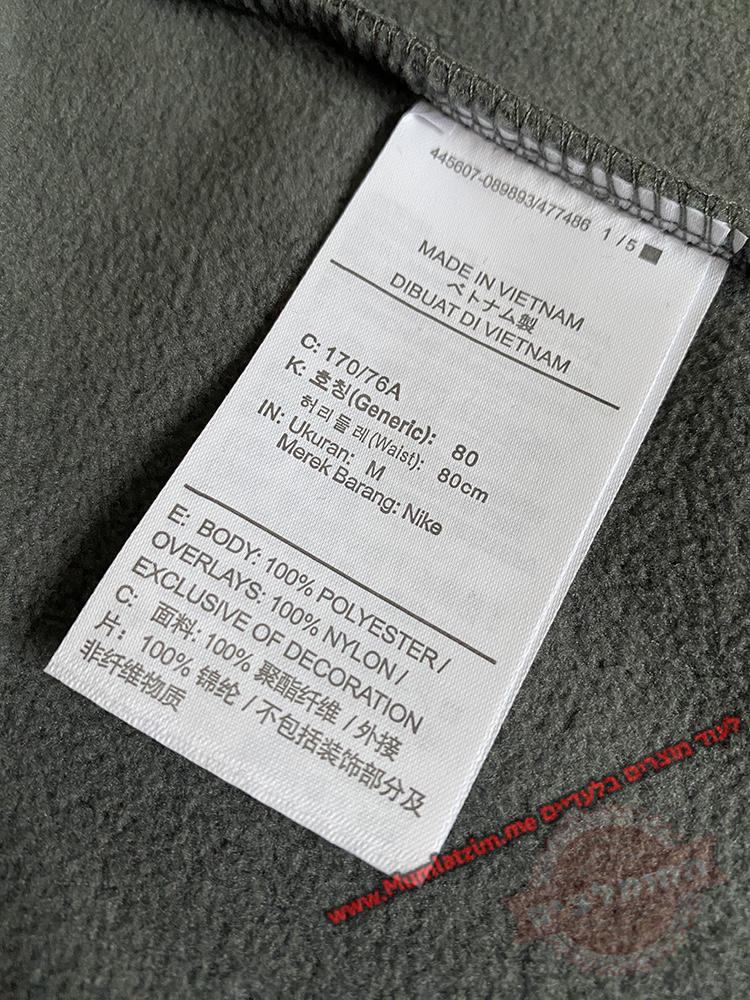 445607-089893/477486 1 / 5
MADE IN VIETNAM
ベトナム製
DIBUAT DI VIETNAM
C: 170/76A
K: 호칭(Generic): 80
허리둘레(Waist): 80cm
IN: Ukuran: M
Merek Barang: Nike
E: BODY: 100% POLYESTER /
OVERLAYS: 100% NYLON /
EXCLUSIVE OF DECORATION
C: 面料: 100% 聚酯纤维 / 外接
片: 100% 锦纶 / 不包括装饰部分及
非纤维物质
לעוד מוצרים בלעדיים www.Mumlatzim.me
המומלצים